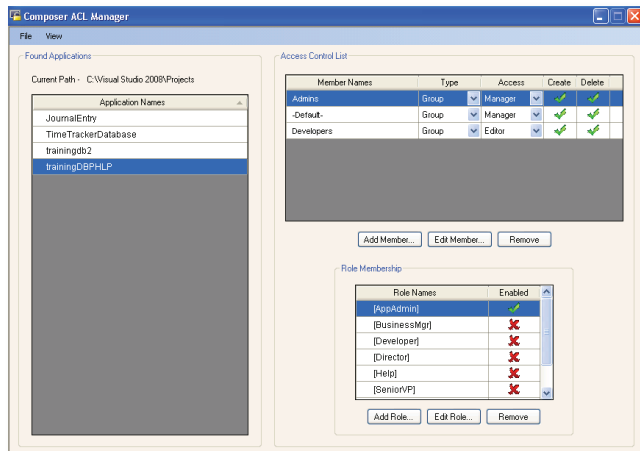 Composer ACL Manager
File View
Found Applications
Current Path - C:\Visual Studio 2008\Projects
Application Names
JournalEntry
TimeTrackerDatabase
trainingdb2
trainingDBPHLP
Access Control List
Member Names Type Access Create Delete
Admins Group Manager
-Default- Group Manager
Developers Group Editor
Add Member... Edit Member... Remove
Role Membership
Role Names Enabled
[AppAdmin]
[BusinessMgr]
[Developer]
[Director]
[Help]
[SeniorVP]
Add Role... Edit Role... Remove